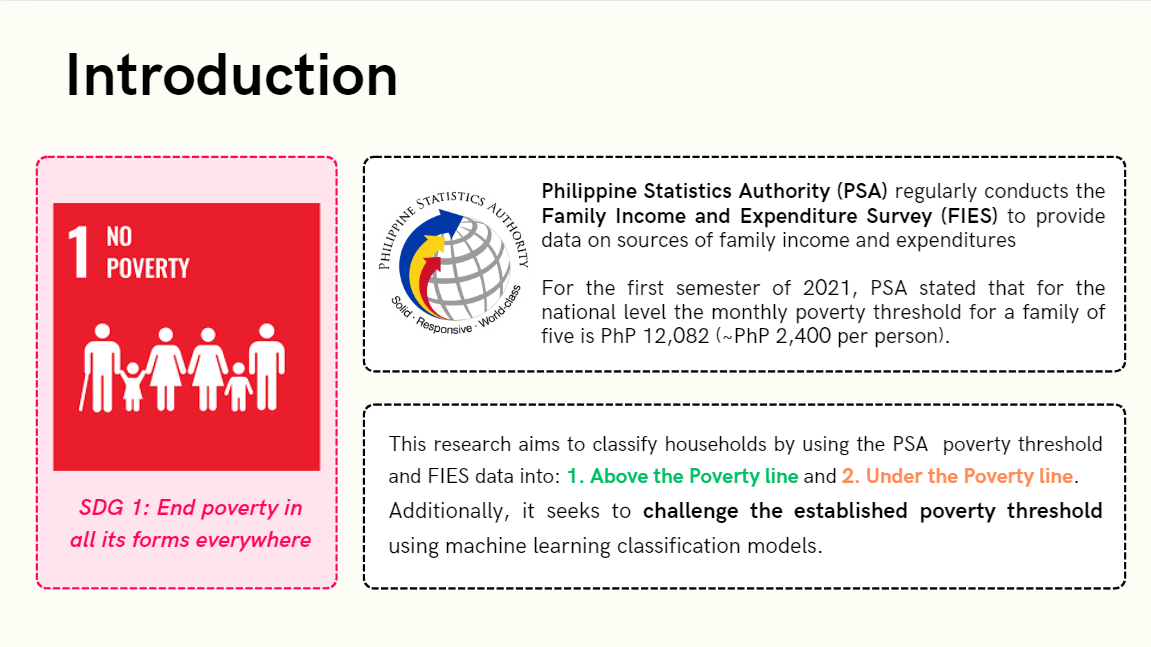 Introduction
1 NO
POVERTY
SDG 1: End poverty in
all its forms everywhere
PHILIPPINE STATISTICS AUTHORITY
Solid · Responsive · World-class
Philippine Statistics Authority (PSA) regularly conducts the
Family Income and Expenditure Survey (FIES) to provide
data on sources of family income and expenditures
For the first semester of 2021, PSA stated that for the
national level the monthly poverty threshold for a family of
five is PhP 12,082 (~PhP 2,400 per person).
This research aims to classify households by using the PSA poverty threshold
and FIES data into: 1. Above the Poverty line and 2. Under the Poverty line.
Additionally, it seeks to challenge the established poverty threshold
using machine learning classification models.